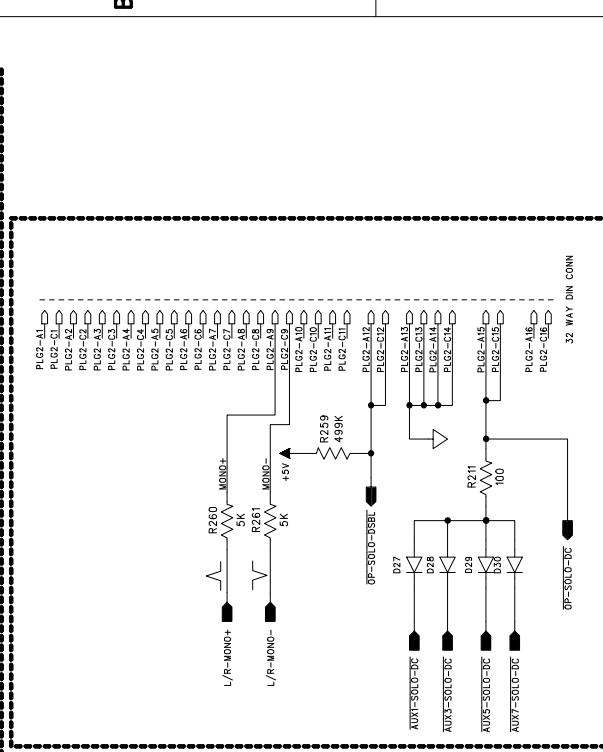 B
PLG2-A1
PLG2-C1
PLG2-A2
PLG2-C2
PLG2-A3
PLG2-C3
PLG2-A4
PLG2-C4
PLG2-A5
PLG2-C5
PLG2-A6
PLG2-C6
PLG2-A7
PLG2-C7
PLG2-A8
PLG2-C8
PLG2-A9
PLG2-C9
PLG2-A10
PLG2-C10
PLG2-A11
PLG2-C11
PLG2-A12
PLG2-C12
PLG2-A13
PLG2-C13
PLG2-A14
PLG2-C14
PLG2-A15
PLG2-C15
PLG2-A16
PLG2-C16
32 WAY DIN CONN
MONO+
MONO-
R260
5K
R261
5K
+5V
R259
499K
R211
100
OP-SOLO-DSBL
D27
D28
D29
D30
OP-SOLO-DC
L/R-MONO+
L/R-MONO-
AUX1-SOLO-DC
AUX3-SOLO-DC
AUX5-SOLO-DC
AUX7-SOLO-DC